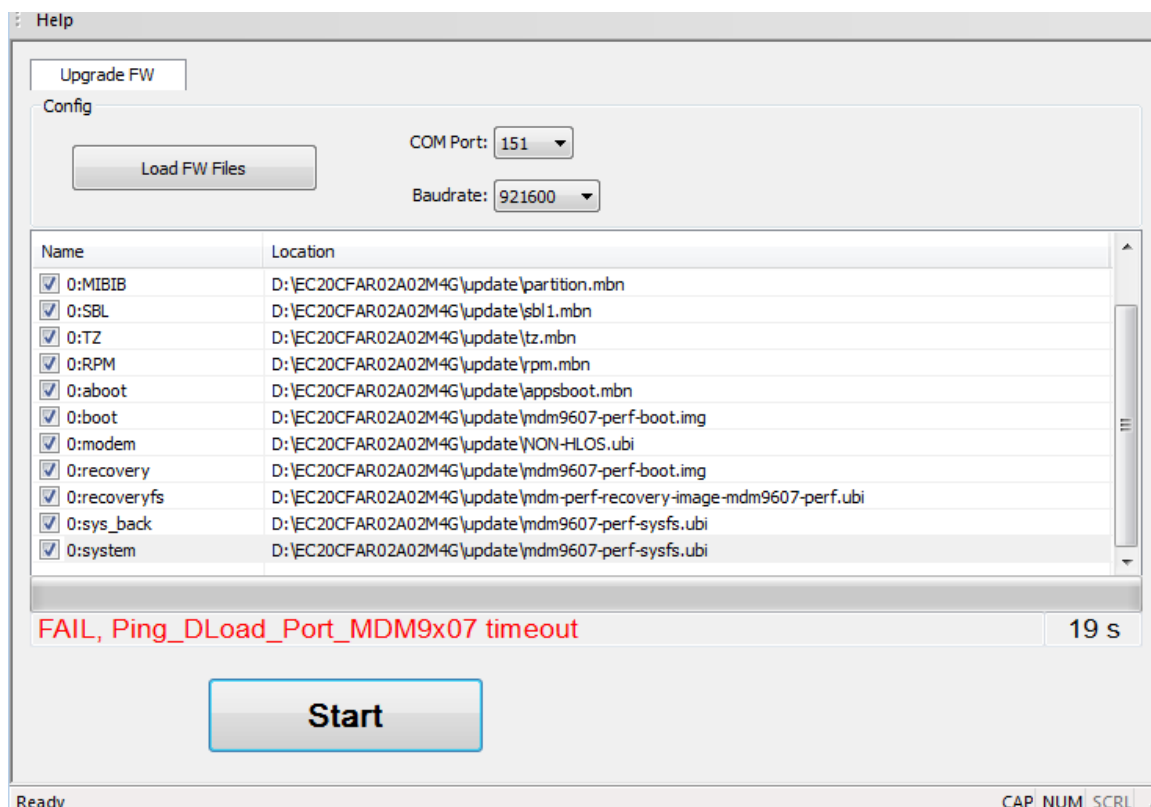 Help
Upgrade FW
Config
Load FW Files
COM Port: 151
Baudrate: 921600
Name Location
0:MIBIB D:\EC20CFAR02A02M4G\update\partition.mbn
0:SBL D:\EC20CFAR02A02M4G\update\sbl1.mbn
0:TZ D:\EC20CFAR02A02M4G\update\tz.mbn
0:RPM D:\EC20CFAR02A02M4G\update\rpm.mbn
0:aboot D:\EC20CFAR02A02M4G\update\appsboot.mbn
0:boot D:\EC20CFAR02A02M4G\update\mdm9607-perf-boot.img
0:modem D:\EC20CFAR02A02M4G\update\NON-HLOS.ubi
0:recovery D:\EC20CFAR02A02M4G\update\mdm9607-perf-boot.img
0:recoveryfs D:\EC20CFAR02A02M4G\update\mdm-perf-recovery-image-mdm9607-perf.ubi
0:sys_back D:\EC20CFAR02A02M4G\update\mdm9607-perf-sysfs.ubi
0:system D:\EC20CFAR02A02M4G\update\mdm9607-perf-sysfs.ubi
FAIL, Ping_DLoad_Port_MDM9x07 timeout 19 s
Start
Ready CAP NUM SCRL